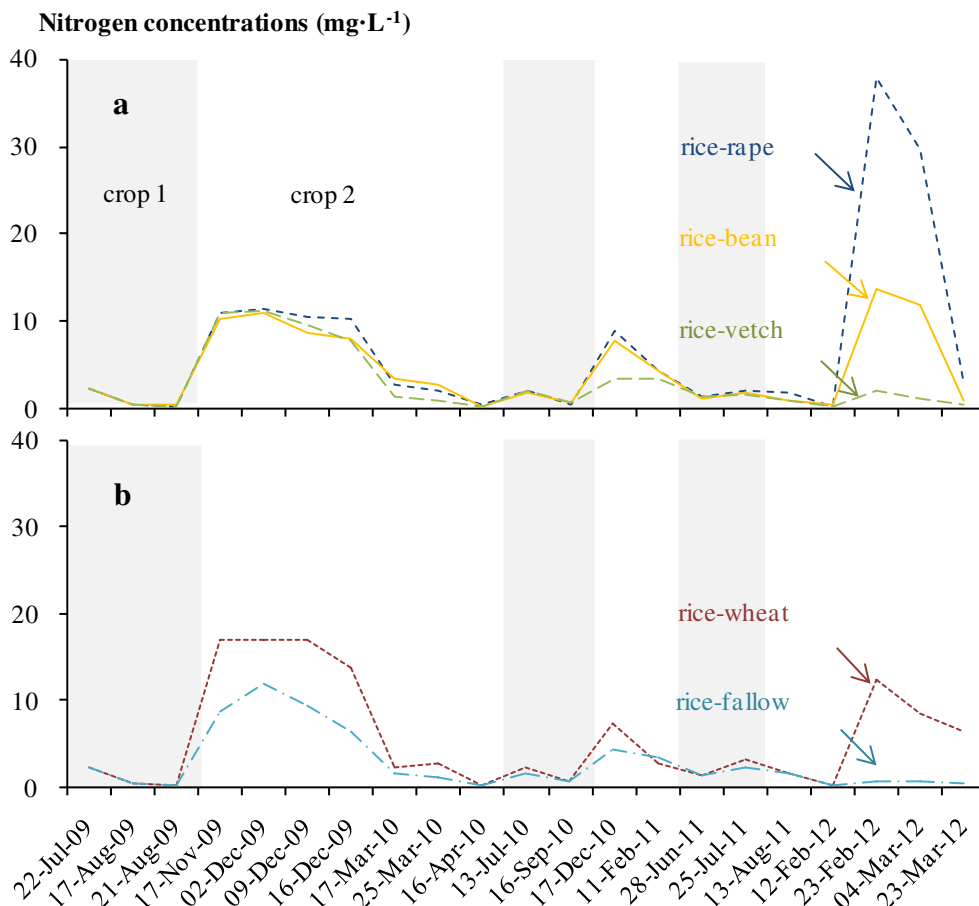 Nitrogen concentrations (mg·L⁻¹)
40
a
30
rice-rape
crop 1
crop 2
20
rice-bean
10
rice-vetch
0
40
b
30
20
rice-wheat
10
rice-fallow
0
22-Jul-09
17-Aug-09
21-Aug-09
17-Nov-09
02-Dec-09
09-Dec-09
16-Dec-09
17-Mar-10
25-Mar-10
16-Apr-10
13-Jul-10
16-Sep-10
17-Dec-10
11-Feb-11
28-Jun-11
25-Jul-11
13-Aug-11
12-Feb-12
23-Feb-12
04-Mar-12
23-Mar-12